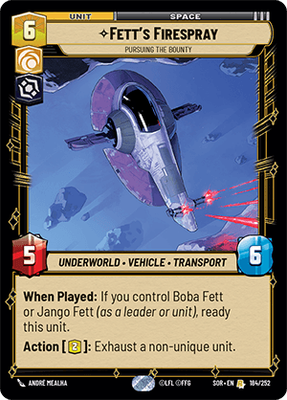 6
UNIT
SPACE
✧FETT'S FIRESPRAY
PURSUING THE BOUNTY
5
6
UNDERWORLD • VEHICLE • TRANSPORT
When Played: If you control Boba Fett
or Jango Fett (as a leader or unit), ready
this unit.
Action [2]: Exhaust a non-unique unit.
ANDRÉ MEALHA
©LFL ©FFG
SOR • EN R 184/252